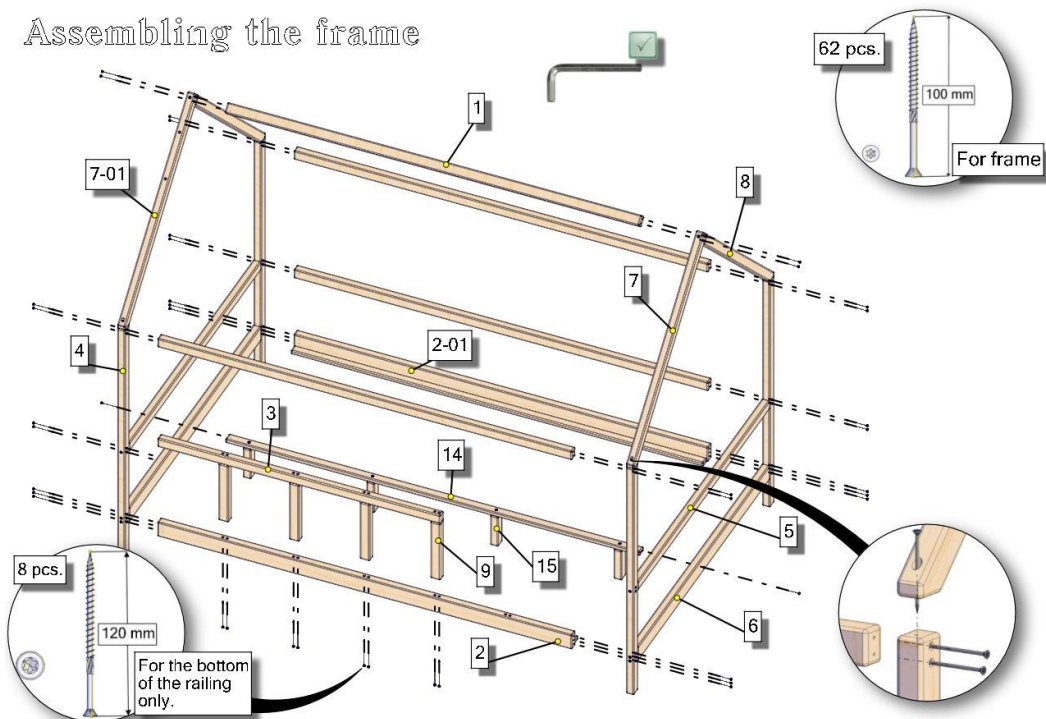 Assembling the frame
62 pcs.
100 mm
For frame
1
7-01
8
7
4
2-01
3
14
5
9
15
6
2
8 pcs.
120 mm
For the bottom
of the railing
only.